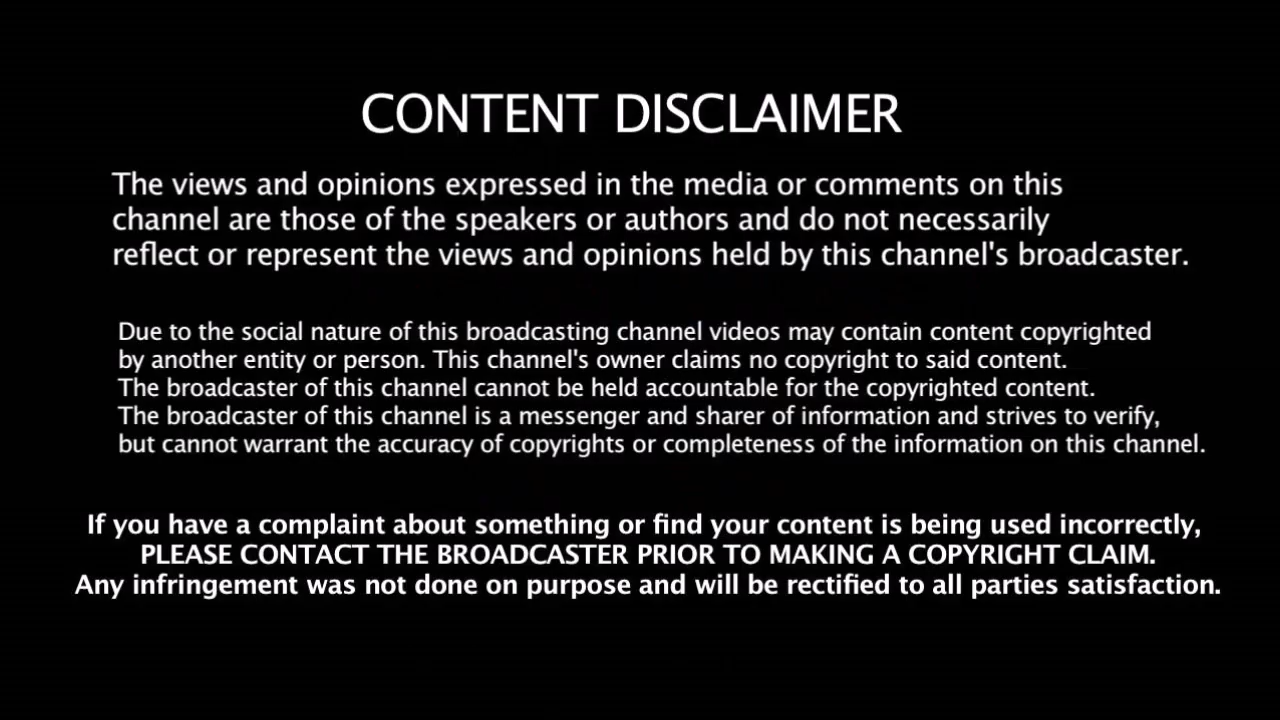 CONTENT DISCLAIMER
The views and opinions expressed in the media or comments on this
channel are those of the speakers or authors and do not necessarily
reflect or represent the views and opinions held by this channel's broadcaster.
Due to the social nature of this broadcasting channel videos may contain content copyrighted
by another entity or person. This channel's owner claims no copyright to said content.
The broadcaster of this channel cannot be held accountable for the copyrighted content.
The broadcaster of this channel is a messenger and sharer of information and strives to verify,
but cannot warrant the accuracy of copyrights or completeness of the information on this channel.
If you have a complaint about something or find your content is being used incorrectly,
PLEASE CONTACT THE BROADCASTER PRIOR TO MAKING A COPYRIGHT CLAIM.
Any infringement was not done on purpose and will be rectified to all parties satisfaction.